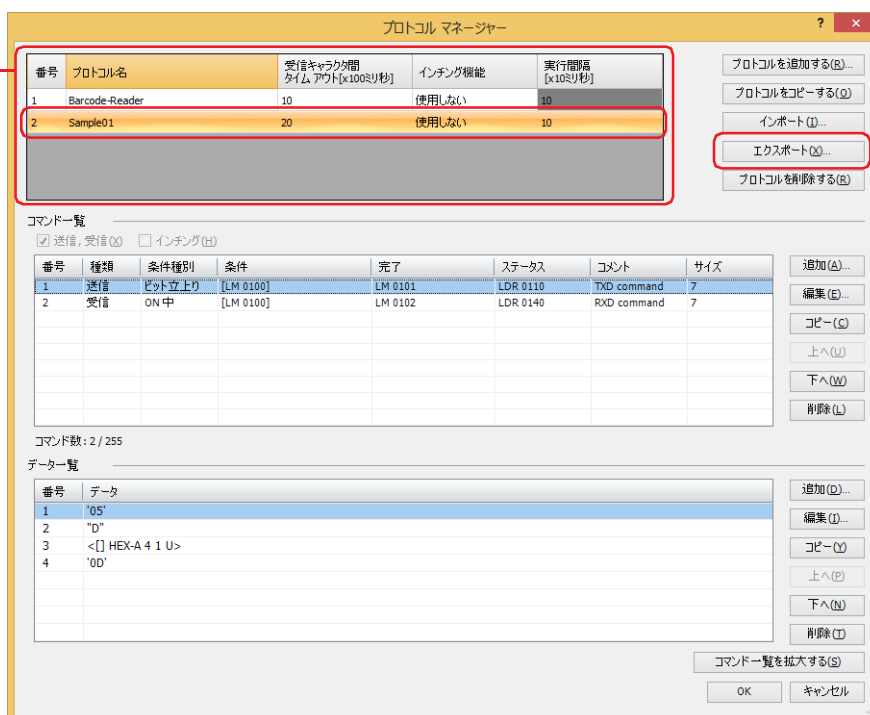 プロトコル マネージャー
? ×
番号 プロトコル名 受信キャラクタ間タイム アウト[x100ミリ秒] インチング機能 実行間隔[x10ミリ秒]
1 Barcode-Reader 10 使用しない 10
2 Sample01 20 使用しない 10
プロトコルを追加する(R)...
プロトコルをコピーする(O)
インポート(I)...
エクスポート(X)...
プロトコルを削除する(R)
コマンド一覧
送信, 受信(X) インチング(H)
番号 種類 条件種別 条件 完了 ステータス コメント サイズ
1 送信 ビット立上り [LM 0100] LM 0101 LDR 0110 TXD command 7
2 受信 ON 中 [LM 0100] LM 0102 LDR 0140 RXD command 7
追加(A)...
編集(E)...
コピー(C)
上へ(U)
下へ(W)
削除(L)
コマンド数 : 2 / 255
データ一覧
番号 データ
1 '05'
2 "D"
3 <[] HEX-A 4 1 U>
4 '0D'
追加(D)...
編集(I)...
コピー(Y)
上へ(P)
下へ(N)
削除(T)
コマンド一覧を拡大する(S)
OK キャンセル